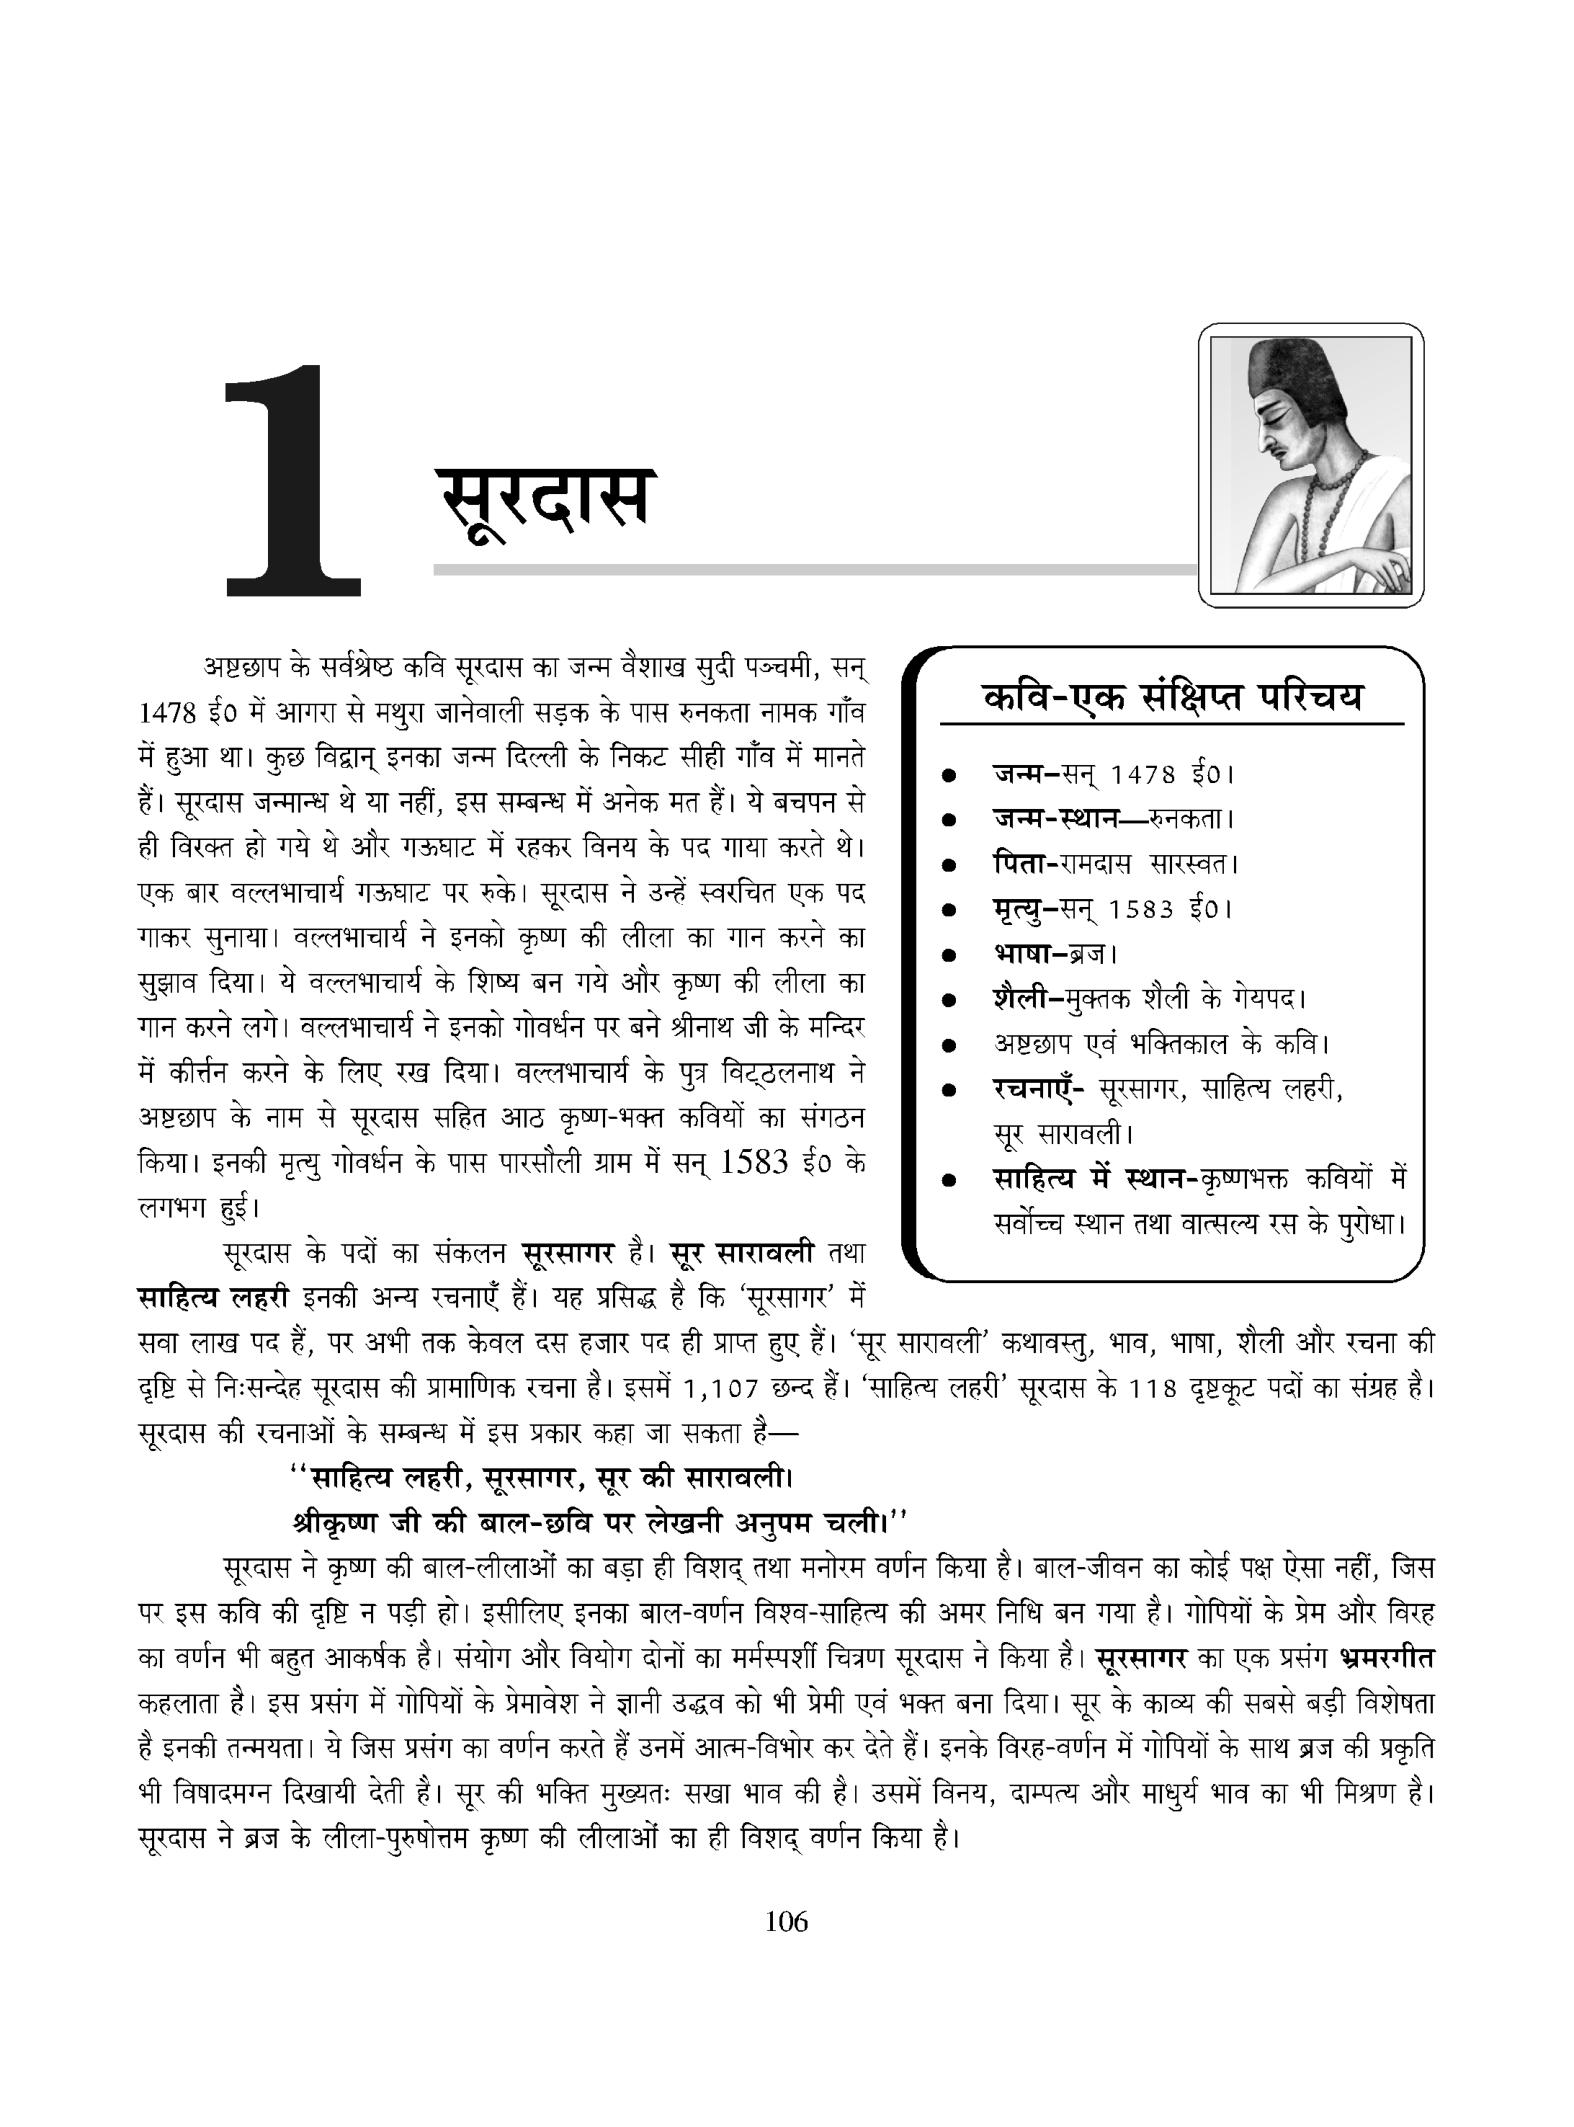 1
सूरदास
अष्टछाप के सर्वश्रेष्ठ कवि सूरदास का जन्म वैशाख सुदी पञ्चमी, सन्
1478 ई0 में आगरा से मथुरा जानेवाली सड़क के पास रुनकता नामक गाँव
में हुआ था। कुछ विद्वान् इनका जन्म दिल्ली के निकट सीही गाँव में मानते
हैं। सूरदास जन्मान्ध थे या नहीं, इस सम्बन्ध में अनेक मत हैं। ये बचपन से
ही विरक्त हो गये थे और गऊघाट में रहकर विनय के पद गाया करते थे।
एक बार वल्लभाचार्य गऊघाट पर रुके। सूरदास ने उन्हें स्वरचित एक पद
गाकर सुनाया। वल्लभाचार्य ने इनको कृष्ण की लीला का गान करने का
सुझाव दिया। ये वल्लभाचार्य के शिष्य बन गये और कृष्ण की लीला का
गान करने लगे। वल्लभाचार्य ने इनको गोवर्धन पर बने श्रीनाथ जी के मन्दिर
में कीर्त्तन करने के लिए रख दिया। वल्लभाचार्य के पुत्र विट्ठलनाथ ने
अष्टछाप के नाम से सूरदास सहित आठ कृष्ण-भक्त कवियों का संगठन
किया। इनकी मृत्यु गोवर्धन के पास पारसौली ग्राम में सन् 1583 ई0 के
लगभग हुई।
कवि-एक संक्षिप्त परिचय
● जन्म–सन् 1478 ई0।
● जन्म-स्थान—रुनकता।
● पिता-रामदास सारस्वत।
● मृत्यु–सन् 1583 ई0।
● भाषा–ब्रज।
● शैली–मुक्तक शैली के गेयपद।
● अष्टछाप एवं भक्तिकाल के कवि।
● रचनाएँ- सूरसागर, साहित्य लहरी,
सूर सारावली।
● साहित्य में स्थान-कृष्णभक्त कवियों में
सर्वोच्च स्थान तथा वात्सल्य रस के पुरोधा।
सूरदास के पदों का संकलन सूरसागर है। सूर सारावली तथा
साहित्य लहरी इनकी अन्य रचनाएँ हैं। यह प्रसिद्ध है कि ‘सूरसागर’ में
सवा लाख पद हैं, पर अभी तक केवल दस हजार पद ही प्राप्त हुए हैं। ‘सूर सारावली’ कथावस्तु, भाव, भाषा, शैली और रचना की
दृष्टि से निःसन्देह सूरदास की प्रामाणिक रचना है। इसमें 1,107 छन्द हैं। ‘साहित्य लहरी’ सूरदास के 118 दृष्टकूट पदों का संग्रह है।
सूरदास की रचनाओं के सम्बन्ध में इस प्रकार कहा जा सकता है—
‘‘साहित्य लहरी, सूरसागर, सूर की सारावली।
श्रीकृष्ण जी की बाल-छवि पर लेखनी अनुपम चली।’’
सूरदास ने कृष्ण की बाल-लीलाओं का बड़ा ही विशद् तथा मनोरम वर्णन किया है। बाल-जीवन का कोई पक्ष ऐसा नहीं, जिस
पर इस कवि की दृष्टि न पड़ी हो। इसीलिए इनका बाल-वर्णन विश्व-साहित्य की अमर निधि बन गया है। गोपियों के प्रेम और विरह
का वर्णन भी बहुत आकर्षक है। संयोग और वियोग दोनों का मर्मस्पर्शी चित्रण सूरदास ने किया है। सूरसागर का एक प्रसंग भ्रमरगीत
कहलाता है। इस प्रसंग में गोपियों के प्रेमावेश ने ज्ञानी उद्धव को भी प्रेमी एवं भक्त बना दिया। सूर के काव्य की सबसे बड़ी विशेषता
है इनकी तन्मयता। ये जिस प्रसंग का वर्णन करते हैं उनमें आत्म-विभोर कर देते हैं। इनके विरह-वर्णन में गोपियों के साथ ब्रज की प्रकृति
भी विषादमग्न दिखायी देती है। सूर की भक्ति मुख्यतः सखा भाव की है। उसमें विनय, दाम्पत्य और माधुर्य भाव का भी मिश्रण है।
सूरदास ने ब्रज के लीला-पुरुषोत्तम कृष्ण की लीलाओं का ही विशद् वर्णन किया है।
106